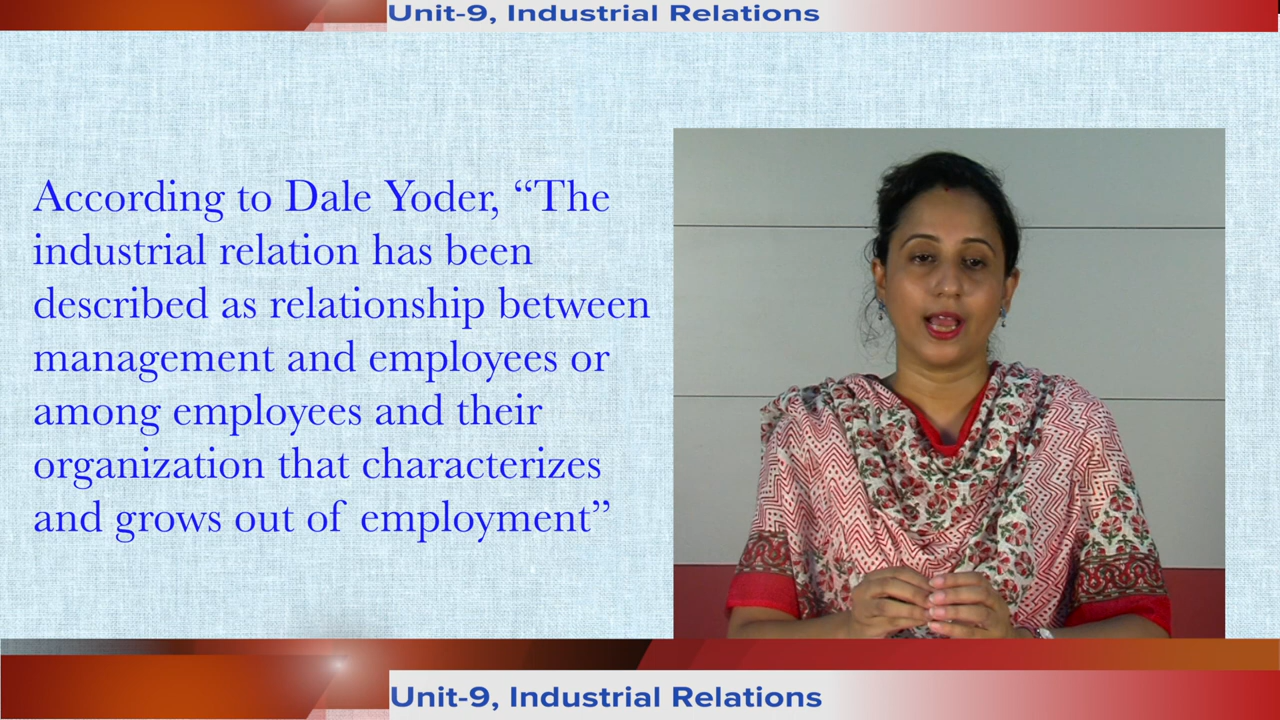 Unit-9, Industrial Relations
According to Dale Yoder, “The
industrial relation has been
described as relationship between
management and employees or
among employees and their
organization that characterizes
and grows out of employment”
Unit-9, Industrial Relations